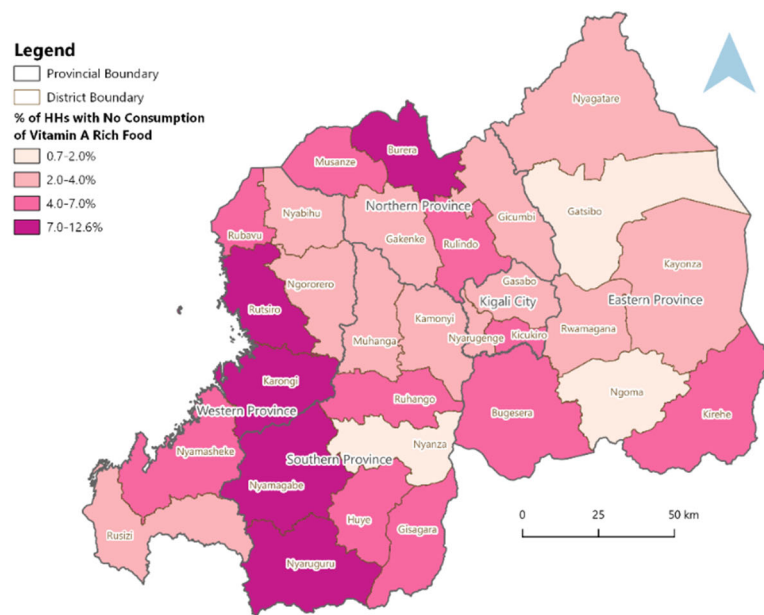 Legend
Provincial Boundary
District Boundary
% of HHs with No Consumption
of Vitamin A Rich Food
0.7-2.0%
2.0-4.0%
4.0-7.0%
7.0-12.6%
Nyagatare
Burera
Musanze
Nyabihu
Northern Province
Gicumbi
Gatsibo
Rubavu
Gakenke
Rulindo
Kayonza
Ngororero
Gasabo
Rutsiro
Kigali City
Eastern Province
Kamonyi
Muhanga
Nyarugenge
Kicukiro
Rwamagana
Karongi
Ruhango
Ngoma
Western Province
Bugesera
Kirehe
Nyanza
Nyamasheke
Southern Province
Nyamagabe
Huye
Gisagara
Rusizi
Nyaruguru
0
25
50 km